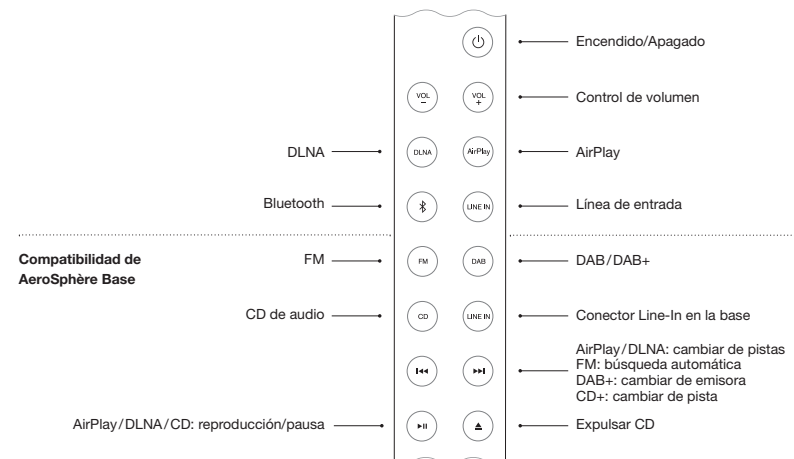 Encendido/Apagado
VOL
-
VOL
+
Control de volumen
DLNA
DLNA
AirPlay
AirPlay
Bluetooth
LINE IN
Línea de entrada
Compatibilidad de
AeroSphère Base
FM
FM
DAB
DAB/DAB+
CD de audio
CD
LINE IN
Conector Line-In en la base
AirPlay/DLNA: cambiar de pistas
FM: búsqueda automática
DAB+: cambiar de emisora
CD+: cambiar de pista
AirPlay/DLNA/CD: reproducción/pausa
Expulsar CD